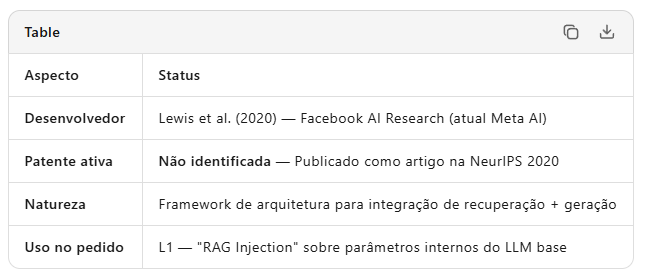 Table
Aspecto Status
Desenvolvedor Lewis et al. (2020) — Facebook AI Research (atual Meta AI)
Patente ativa Não identificada — Publicado como artigo na NeurIPS 2020
Natureza Framework de arquitetura para integração de recuperação + geração
Uso no pedido L1 — "RAG Injection" sobre parâmetros internos do LLM base